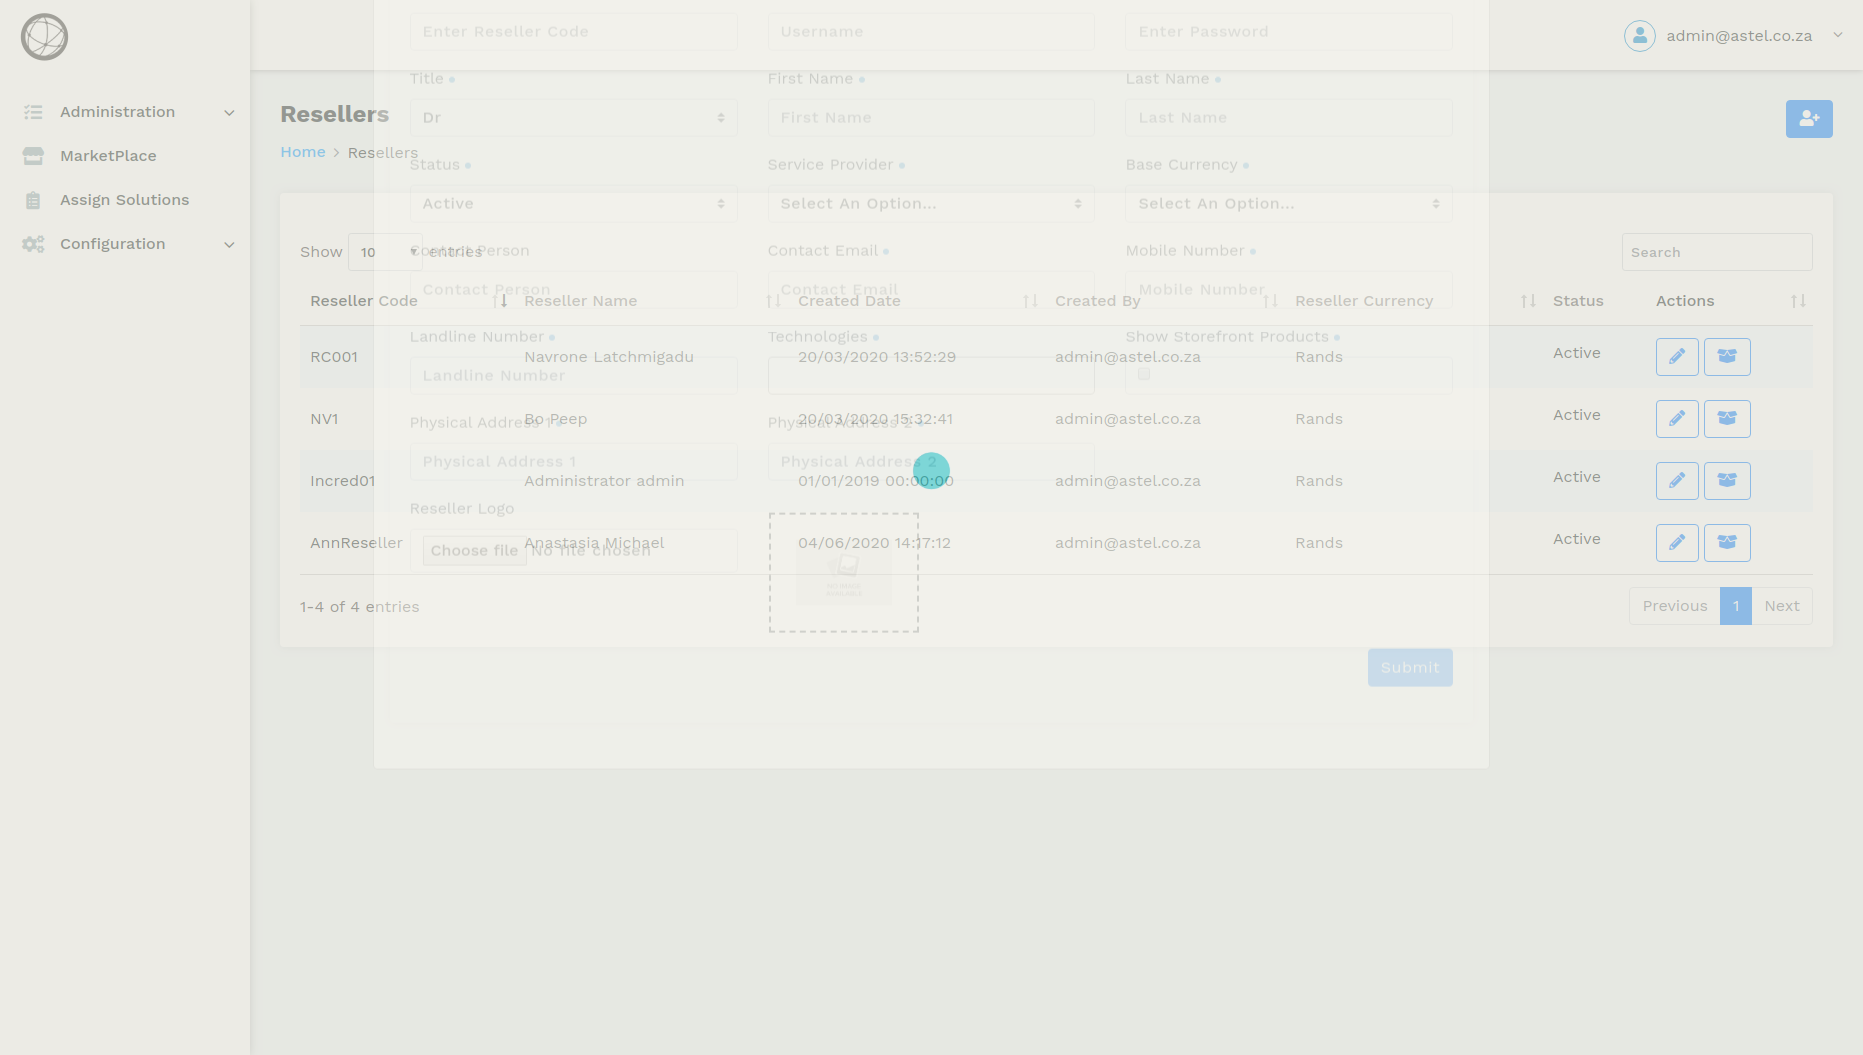 Enter Reseller Code Username Enter Password
admin@astel.co.za
Title First Name Last Name
Administration
Resellers
Dr First Name Last Name
Home > Resellers
MarketPlace
Status Service Provider Base Currency
Assign Solutions
Active Select An Option... Select An Option...
Configuration
Contact Person Contact Email Mobile Number
Show 10 entries Search
Contact Person Contact Email Mobile Number
Reseller Code Reseller Name Created Date Created By Reseller Currency Status Actions
Landline Number Technologies Show Storefront Products
RC001 Navrone Latchmigadu 20/03/2020 13:52:29 admin@astel.co.za Rands Active
Landline Number
NV1 Bo Peep 20/03/2020 15:32:41 admin@astel.co.za Rands Active
Physical Address 1 Physical Address 2
Physical Address 1 Physical Address 2
Incred01 Administrator admin 01/01/2019 00:00:00 admin@astel.co.za Rands Active
Reseller Logo
AnnReseller Anastasia Michael 04/06/2020 14:17:12 admin@astel.co.za Rands Active
Choose file No file chosen
NO IMAGE
AVAILABLE
1-4 of 4 entries Previous 1 Next
Submit